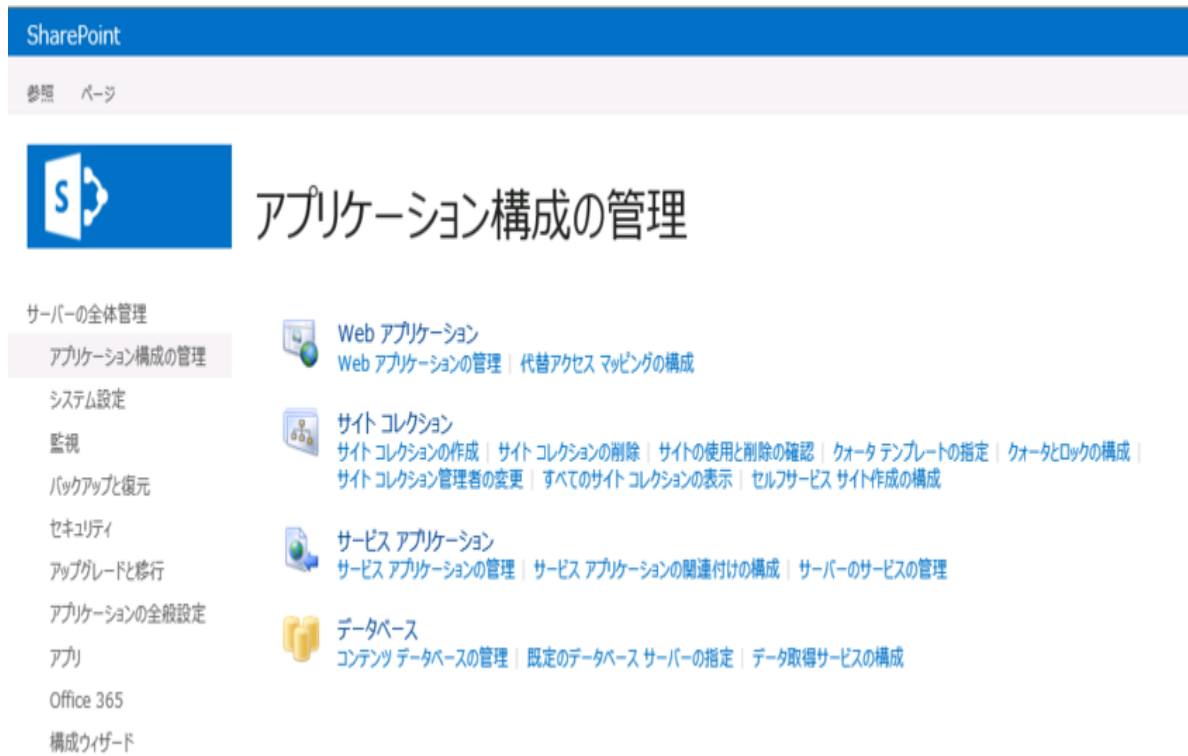 SharePoint
参照 ページ
S
アプリケーション構成の管理
サーバーの全体管理
アプリケーション構成の管理
システム設定
監視
バックアップと復元
セキュリティ
アップグレードと移行
アプリケーションの全般設定
アプリ
Office 365
構成ウィザード
Web アプリケーション
Web アプリケーションの管理 | 代替アクセス マッピングの構成
サイト コレクション
サイト コレクションの作成 | サイト コレクションの削除 | サイトの使用と削除の確認 | クォータ テンプレートの指定 | クォータとロックの構成 |
サイト コレクション管理者の変更 | すべてのサイト コレクションの表示 | セルフサービス サイト作成の構成
サービス アプリケーション
サービス アプリケーションの管理 | サービス アプリケーションの関連付けの構成 | サーバーのサービスの管理
データベース
コンテンツ データベースの管理 | 既定のデータベース サーバーの指定 | データ取得サービスの構成